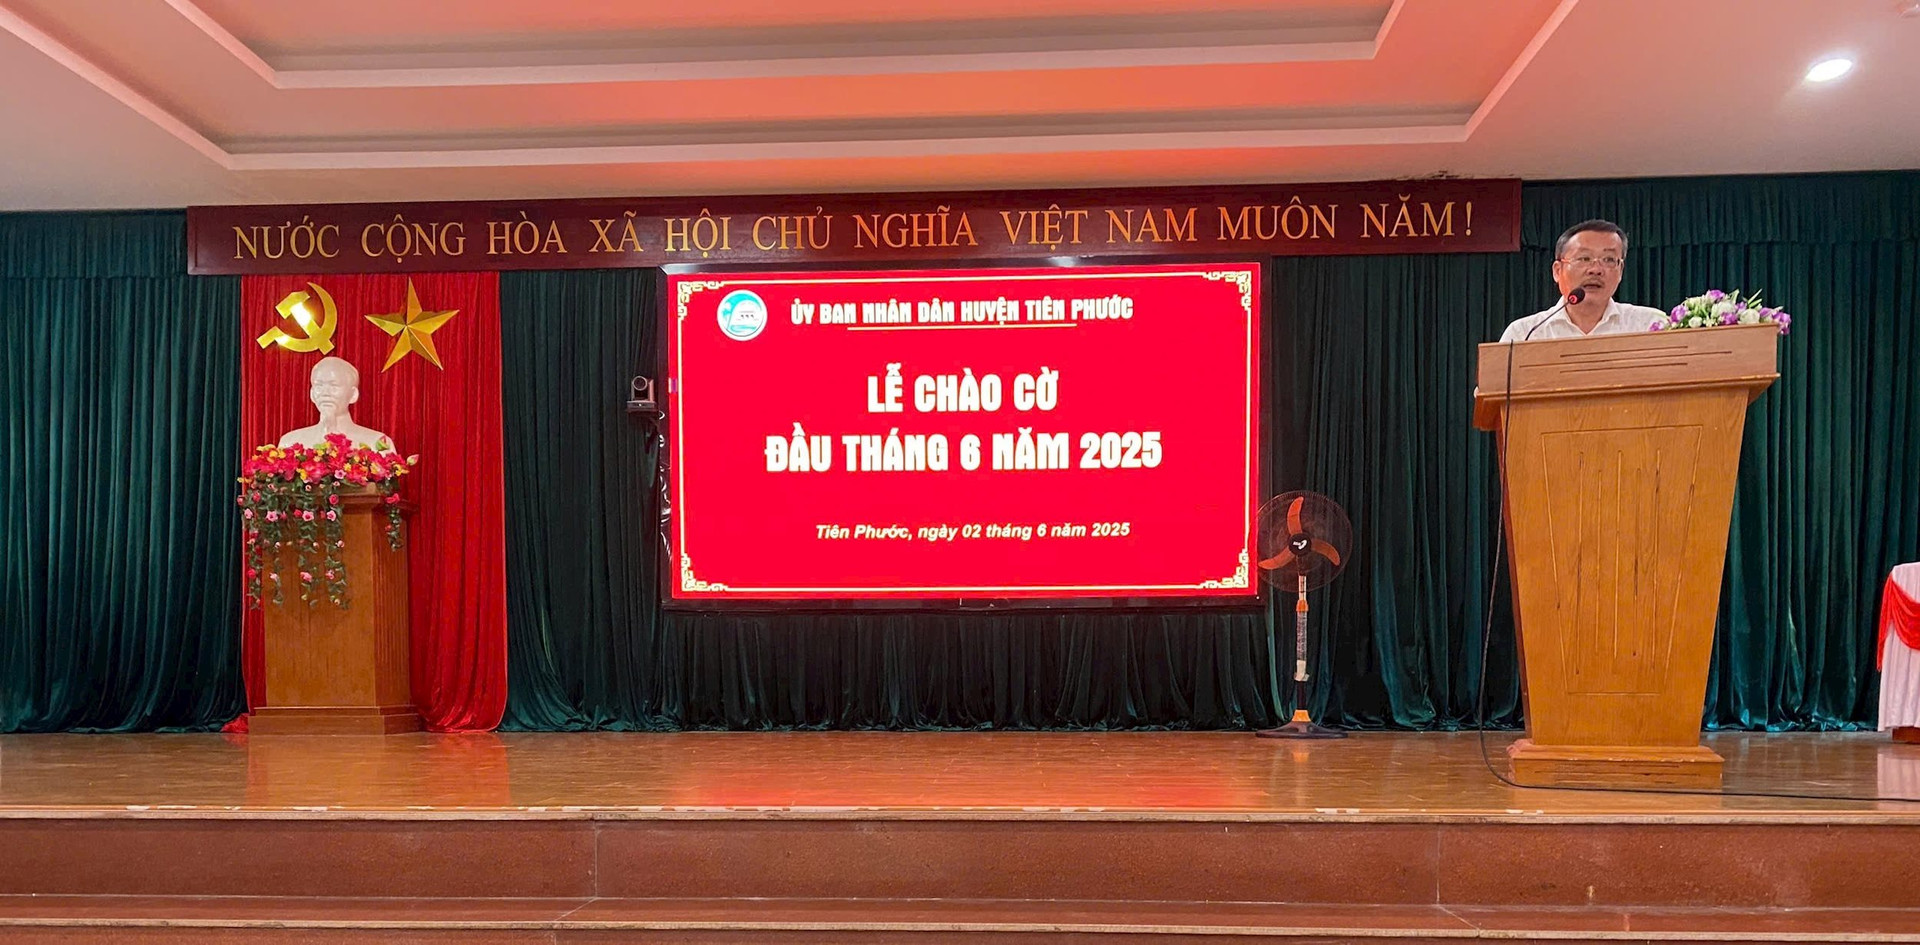 NƯỚC CỘNG HÒA XÃ HỘI CHỦ NGHĨA VIỆT NAM MUÔN NĂM!
ỦY BAN NHÂN DÂN HUYỆN TIÊN PHƯỚC
LỄ CHÀO CỜ
ĐẦU THÁNG 6 NĂM 2025
Tiên Phước, ngày 02 tháng 6 năm 2025